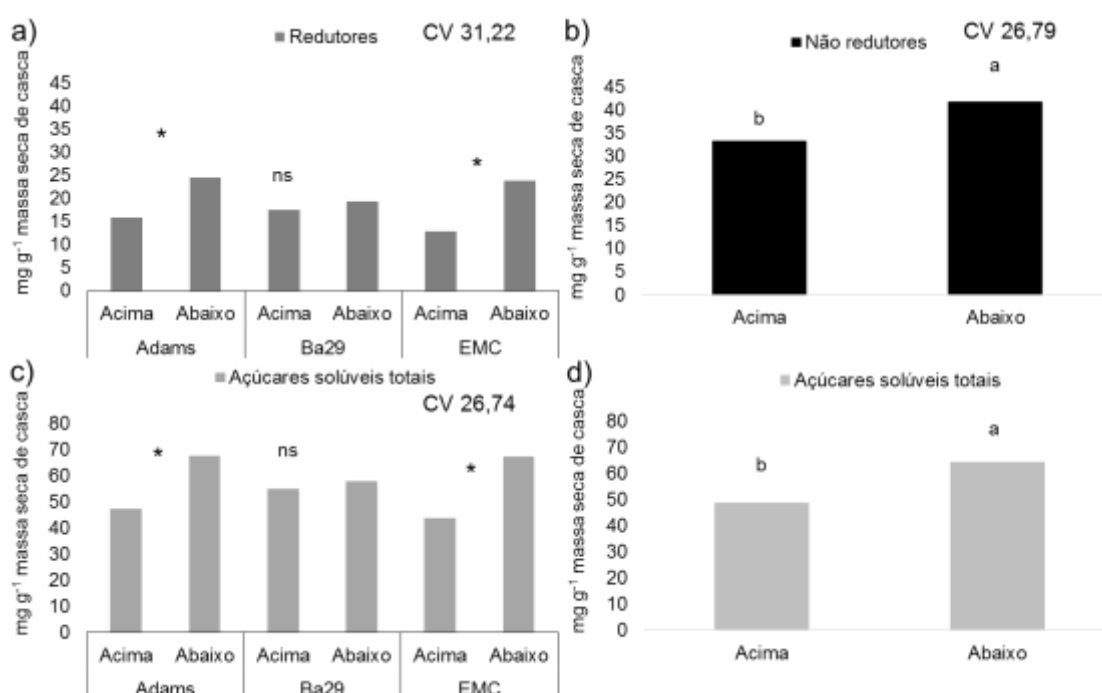 a)
■ Redutores
CV 31,22
mg g⁻¹ massa seca de casca
45
40
35
30
25
20
15
10
5
0
*
ns
*
Acima Abaixo Acima Abaixo Acima Abaixo
Adams Ba29 EMC
b)
■ Não redutores
CV 26,79
mg g⁻¹ massa seca de casca
45
40
35
30
25
20
15
10
5
0
b
a
Acima Abaixo
c)
■ Açúcares solúveis totais
CV 26,74
mg g⁻¹ massa seca de casca
80
70
60
50
40
30
20
10
0
*
ns
*
Acima Abaixo Acima Abaixo Acima Abaixo
Adams Ba29 EMC
d)
■ Açúcares solúveis totais
mg g⁻¹ massa seca de casca
80
70
60
50
40
30
20
10
0
b
a
Acima Abaixo